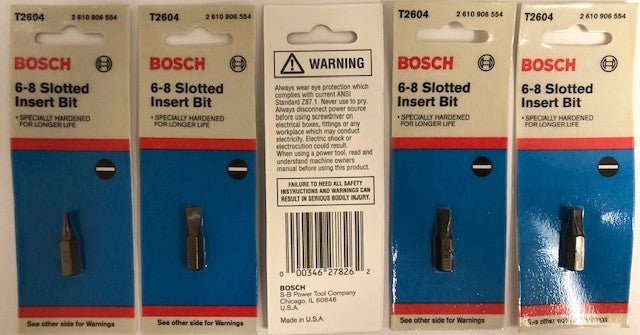 T2604 2 610 906 554
BOSCH
6-8 Slotted
Insert Bit
• SPECIALLY HARDENED
FOR LONGER LIFE
See other side for Warnings
T2604 2 610 906 554
BOSCH
6-8 Slotted
Insert Bit
• SPECIALLY HARDENED
FOR LONGER LIFE
See other side for Warnings
WARNING
Always wear eye protection which
complies with current ANSI
Standard Z87.1. Never use to pry.
Always disconnect power source
before using screwdriver on
electrical boxes, fittings or any
workplace which may conduct
electricity. Electric shock or
electrocution could result.
When using a power tool, read and
understand machine owners
manual before using this product.
FAILURE TO HEED ALL SAFETY
INSTRUCTIONS AND WARNINGS CAN
RESULT IN SERIOUS BODILY INJURY.
0 00346 27826 2
BOSCH
S-B Power Tool Company
Chicago, IL 60646
U.S.A.
Made in U.S.A.
T2604 2 610 906 554
BOSCH
6-8 Slotted
Insert Bit
• SPECIALLY HARDENED
FOR LONGER LIFE
See other side for Warnings
T2604 2 610 906 554
BOSCH
6-8 Slotted
Insert Bit
• SPECIALLY HARDENED
FOR LONGER LIFE
See other side for Warnings